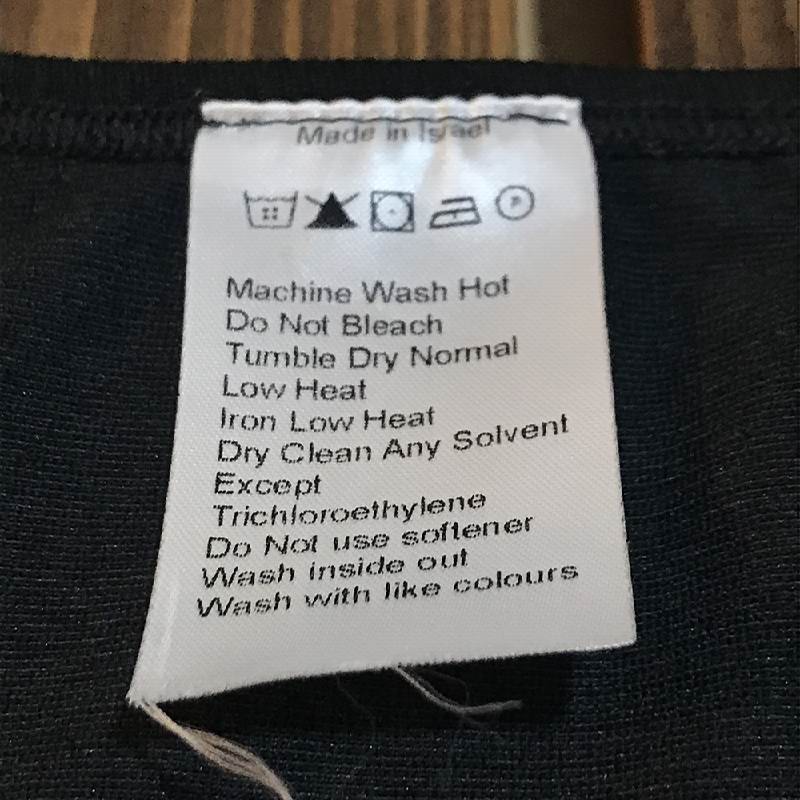 Made in Israel
P
Machine Wash Hot
Do Not Bleach
Tumble Dry Normal
Low Heat
Iron Low Heat
Dry Clean Any Solvent
Except
Trichloroethylene
Do Not use softener
Wash inside out
Wash with like colours